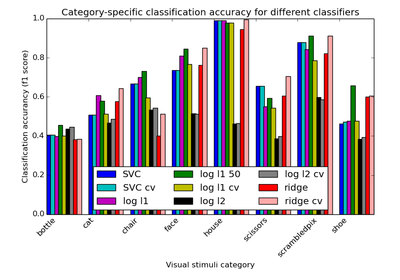 Category-specific classification accuracy for different classifiers
Classification accurancy (f1 score)
1.0
0.8
0.6
0.4
0.2
0.0
SVC
SVC cv
log l1
log l1 50
log l1 cv
log l2
log l2 cv
ridge
ridge cv
bottle
cat
chair
face
house
scissors
scrambledpix
shoe
Visual stimuli category